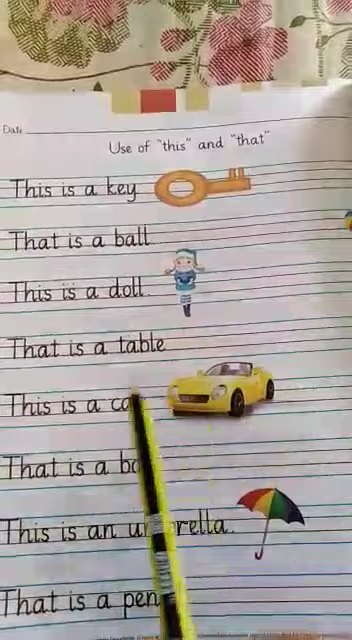 Date
Use of "this" and "that"
This is a key
That is a ball
This is a doll
That is a table
This is a
That is a
This is an
That is a pen